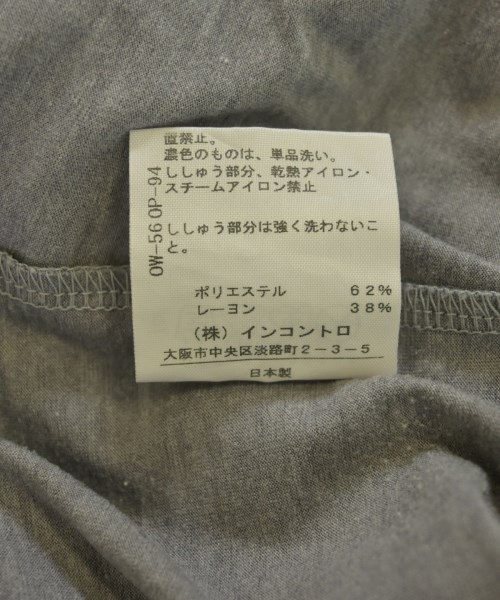 直禁止。
濃色のものは、単品洗い。
ししゅう部分、乾熱アイロン・
スチームアイロン禁止
ししゅう部分は強く洗わないこ
と。
OW-56 OP-94
ポリエステル 62%
レーヨン 38%
(株) インコントロ
大阪市中央区淡路町2-3-5
日本製